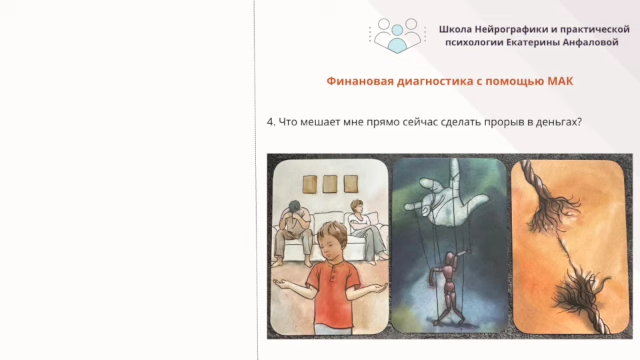 Школа Нейрографики и практической
психологии Екатерины Анфаловой
Финановая диагностика с помощью МАК
4. Что мешает мне прямо сейчас сделать прорыв в деньгах?